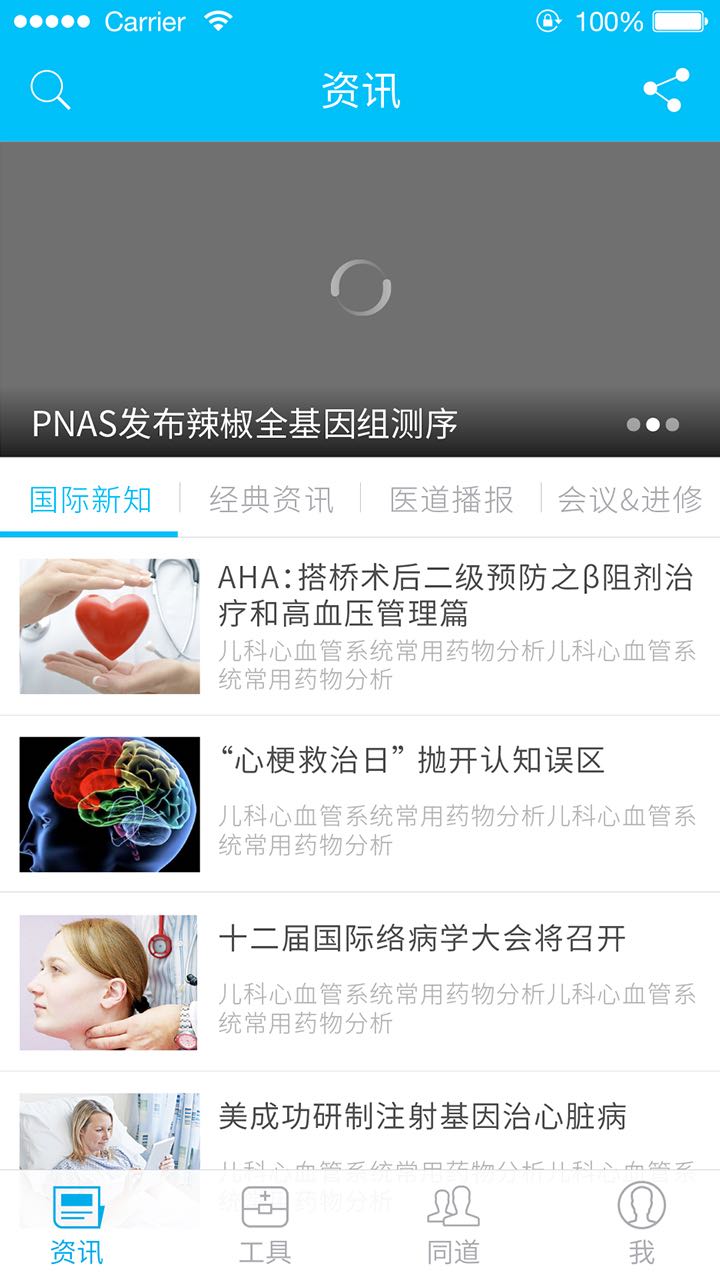 Carrier
100%
资讯
PNAS发布辣椒全基因组测序
国际新知
经典资讯
医道播报
会议&进修
AHA:搭桥术后二级预防之β阻剂治
疗和高血压管理篇
儿科心血管系统常用药物分析儿科心血管系
统常用药物分析
“心梗救治日”抛开认知误区
儿科心血管系统常用药物分析儿科心血管系
统常用药物分析
十二届国际络病学大会将召开
儿科心血管系统常用药物分析儿科心血管系
统常用药物分析
美成功研制注射基因治心脏病
儿科心血管系统常用药物分析儿科心血管系
统常用药物分析
资讯
工具
同道
我